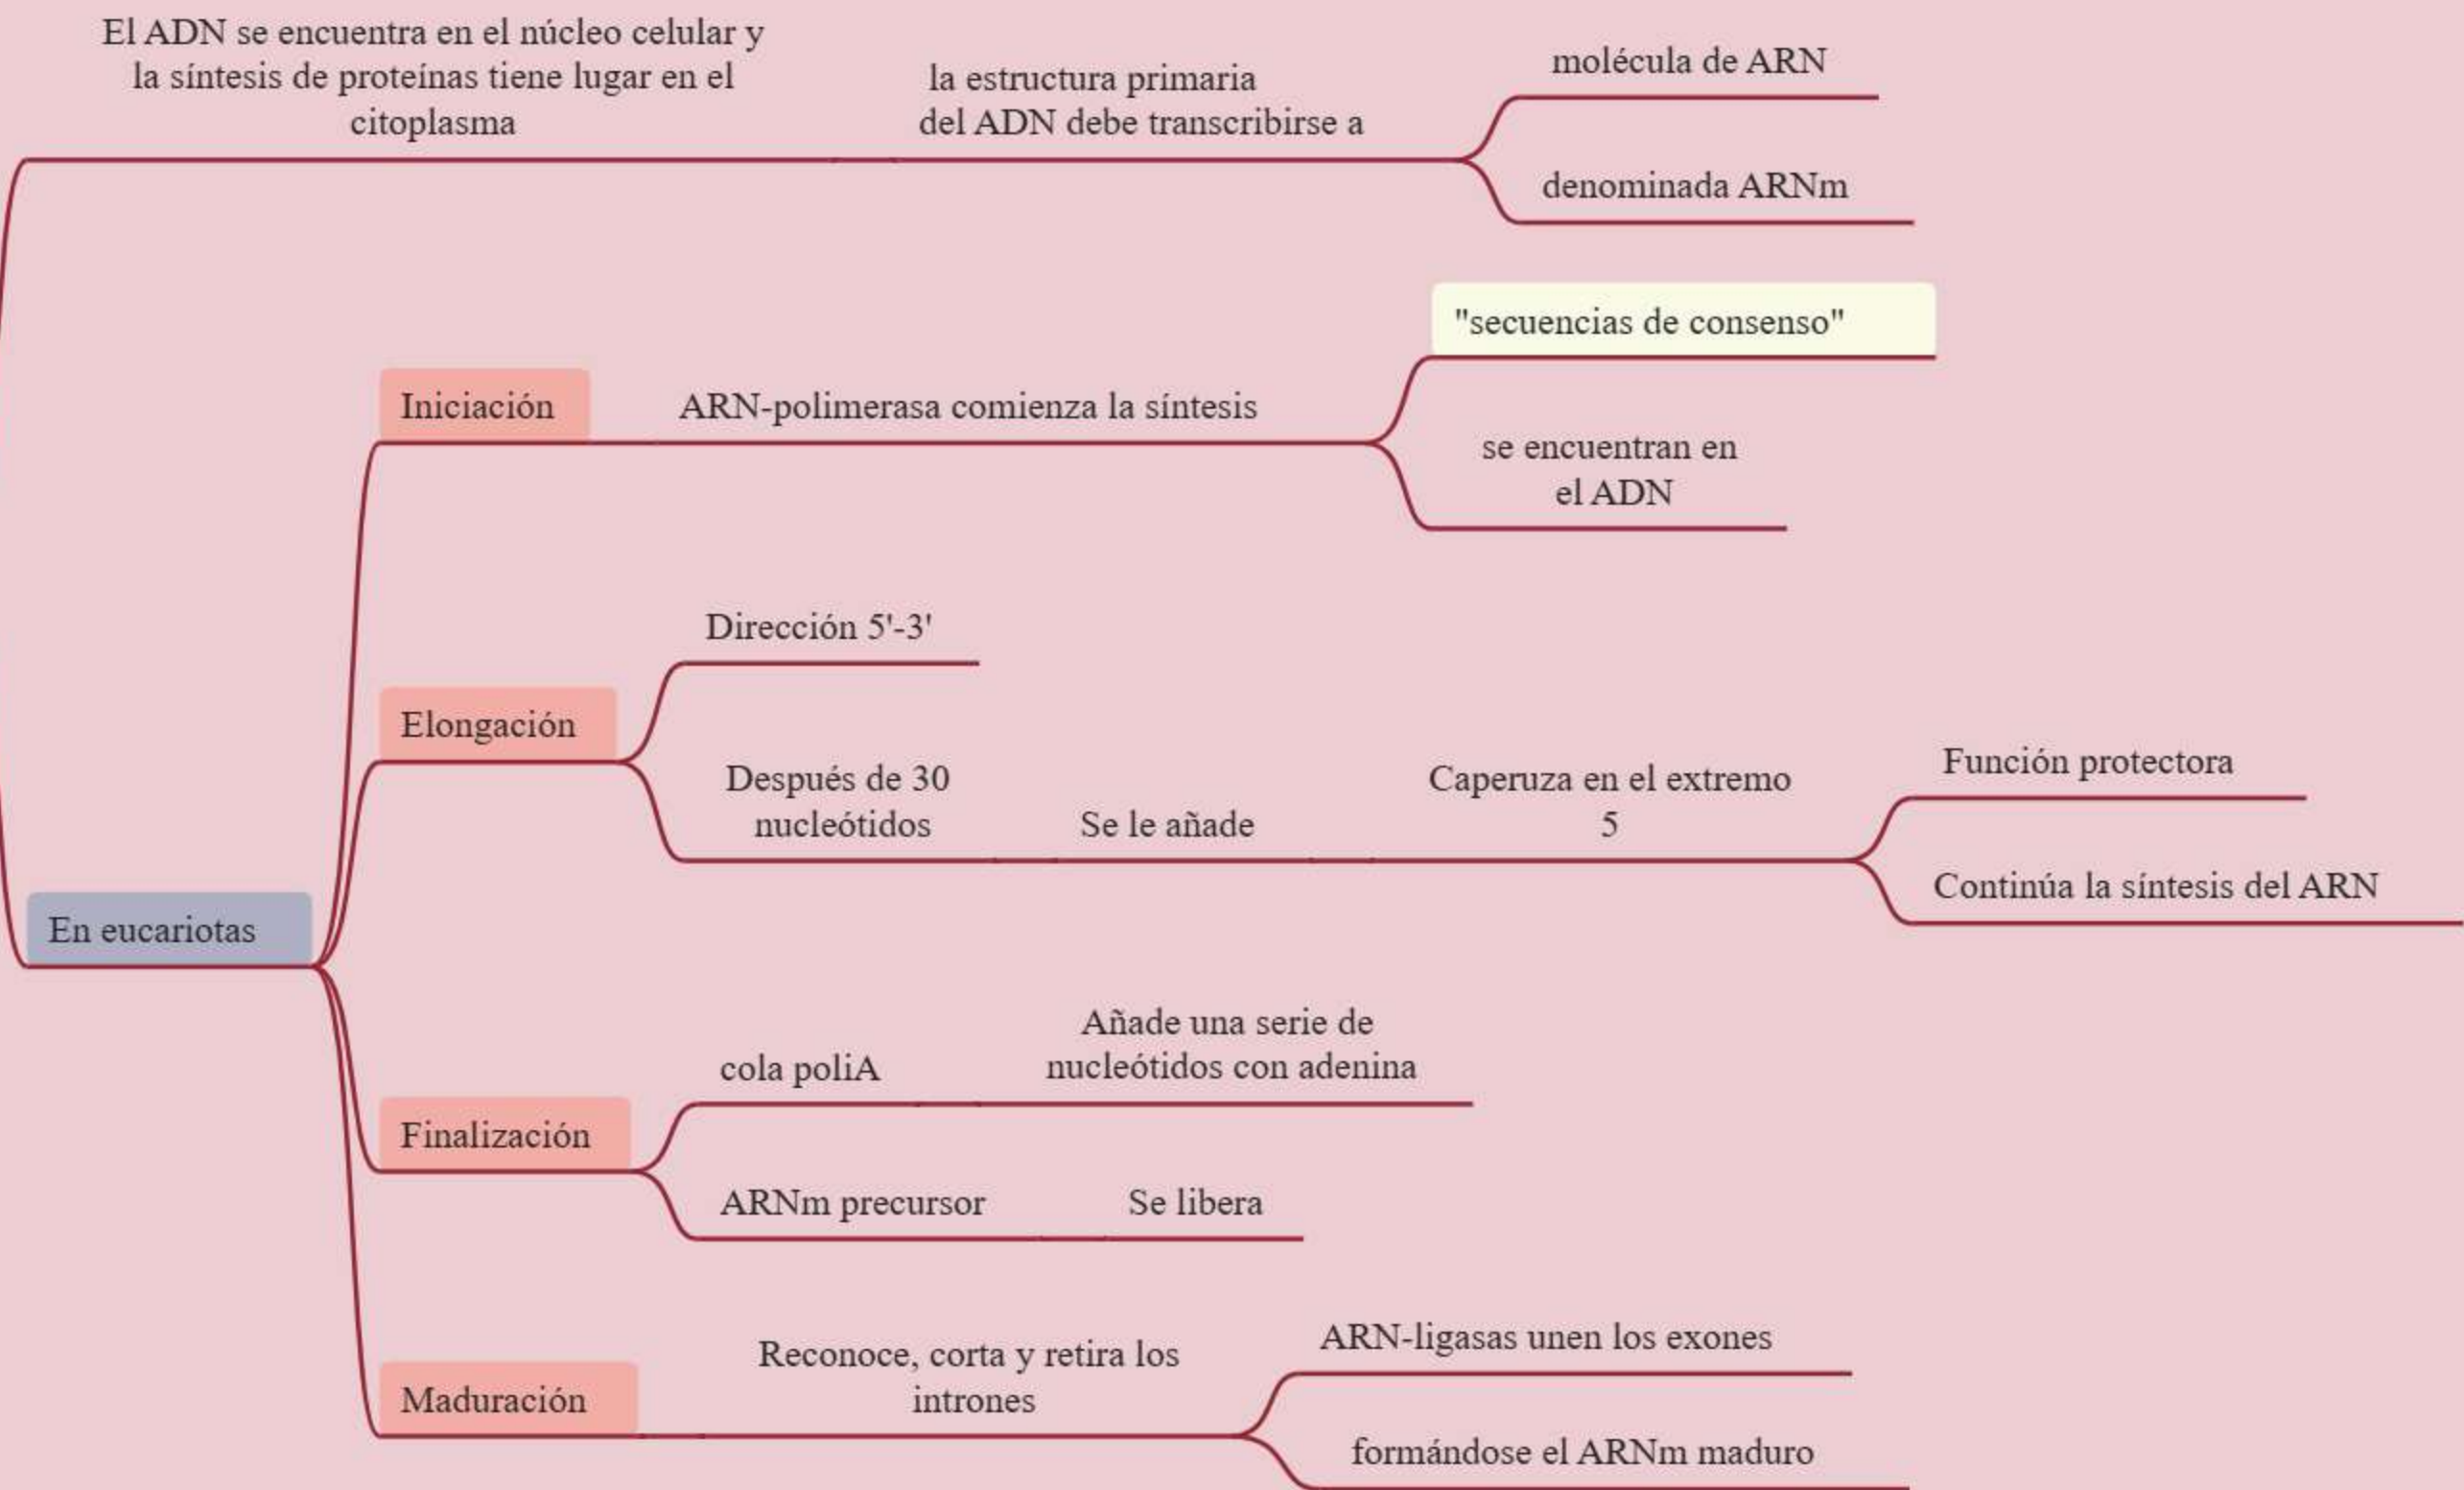 El ADN se encuentra en el núcleo celular y
la síntesis de proteínas tiene lugar en el
citoplasma
la estructura primaria
del ADN debe transcribirse a
molécula de ARN
denominada ARNm
"secuencias de consenso"
Iniciación
ARN-polimerasa comienza la síntesis
se encuentran en
el ADN
Dirección 5'-3'
Elongación
Después de 30
nucleótidos
Se le añade
Caperuza en el extremo
5
Función protectora
Continúa la síntesis del ARN
En eucariotas
cola poliA
Añade una serie de
nucleótidos con adenina
Finalización
ARNm precursor
Se libera
Maduración
Reconoce, corta y retira los
intrones
ARN-ligasas unen los exones
formándose el ARNm maduro